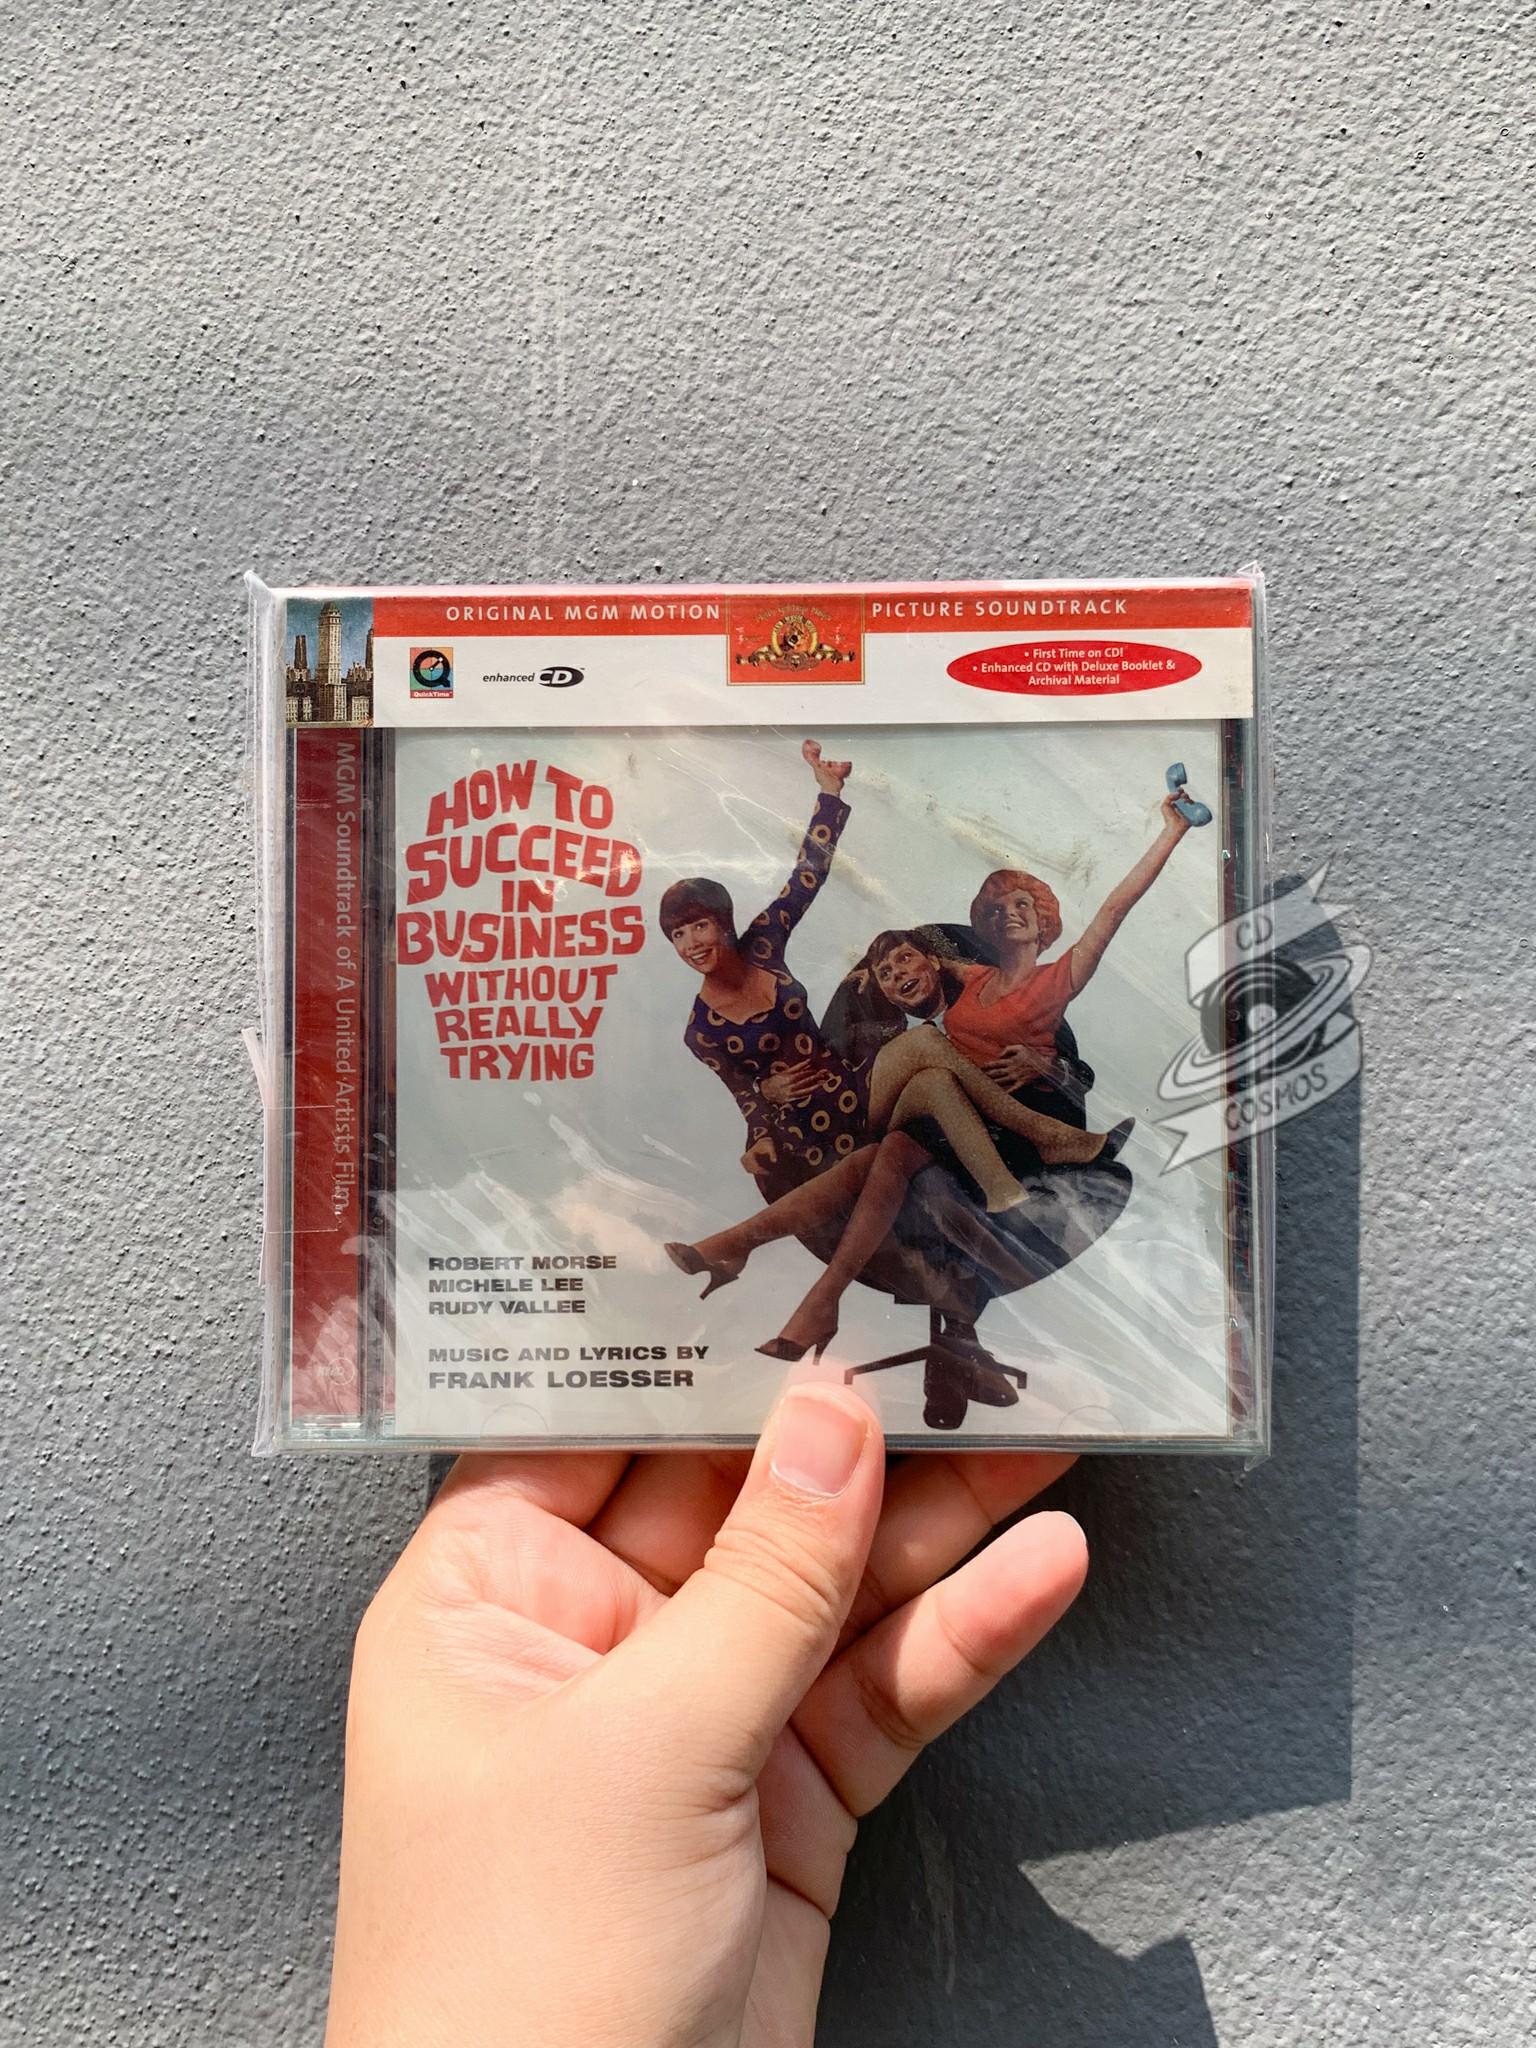 ORIGINAL MGM MOTION PICTURE SOUNDTRACK
QuickTime™
enhanced CD™
• First Time on CD!
• Enhanced CD with Deluxe Booklet &
Archival Material
MGM Soundtrack of A United Artists Film
HOW TO
SUCCEED
IN
BUSINESS
WITHOUT
REALLY
TRYING
ROBERT MORSE
MICHELE LEE
RUDY VALLEE
MUSIC AND LYRICS BY
FRANK LOESSER
CD
COSMOS